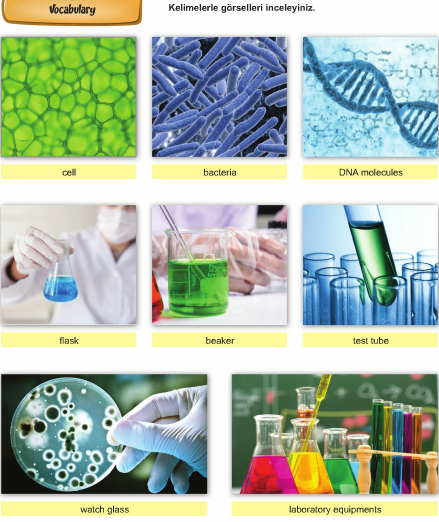 Vocabulary
Kelimelerle görselleri inceleyiniz.
cell
bacteria
DNA molecules
flask
beaker
test tube
watch glass
laboratory equipments